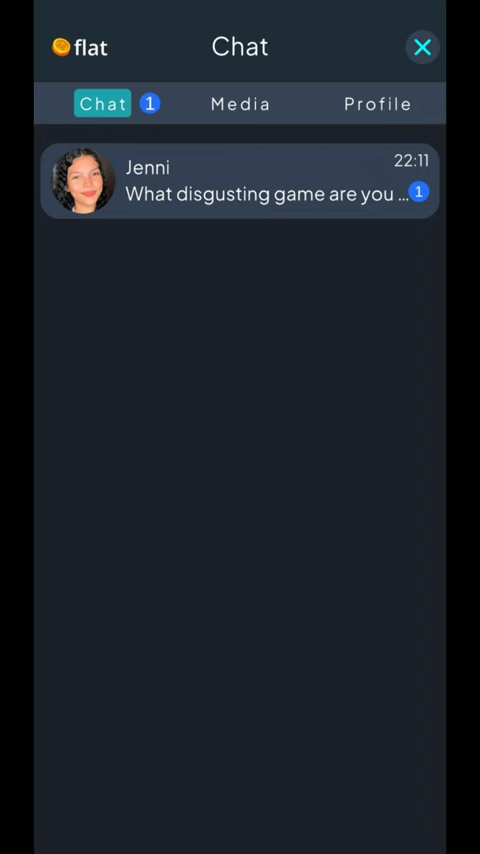 flat
Chat
Chat 1 Media Profile
Jenni 22:11
What disgusting game are you ... 1